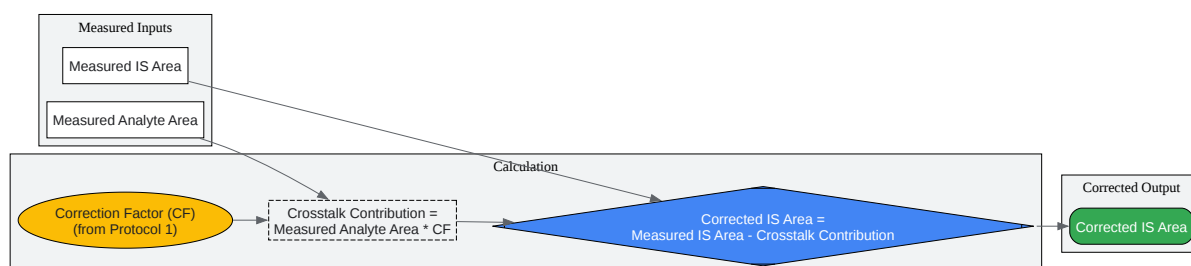 Measured Inputs
Measured IS Area
Measured Analyte Area
Calculation
Correction Factor (CF)
(from Protocol 1)
Crosstalk Contribution =
Measured Analyte Area * CF
Corrected IS Area =
Measured IS Area - Crosstalk Contribution
Corrected Output
Corrected IS Area